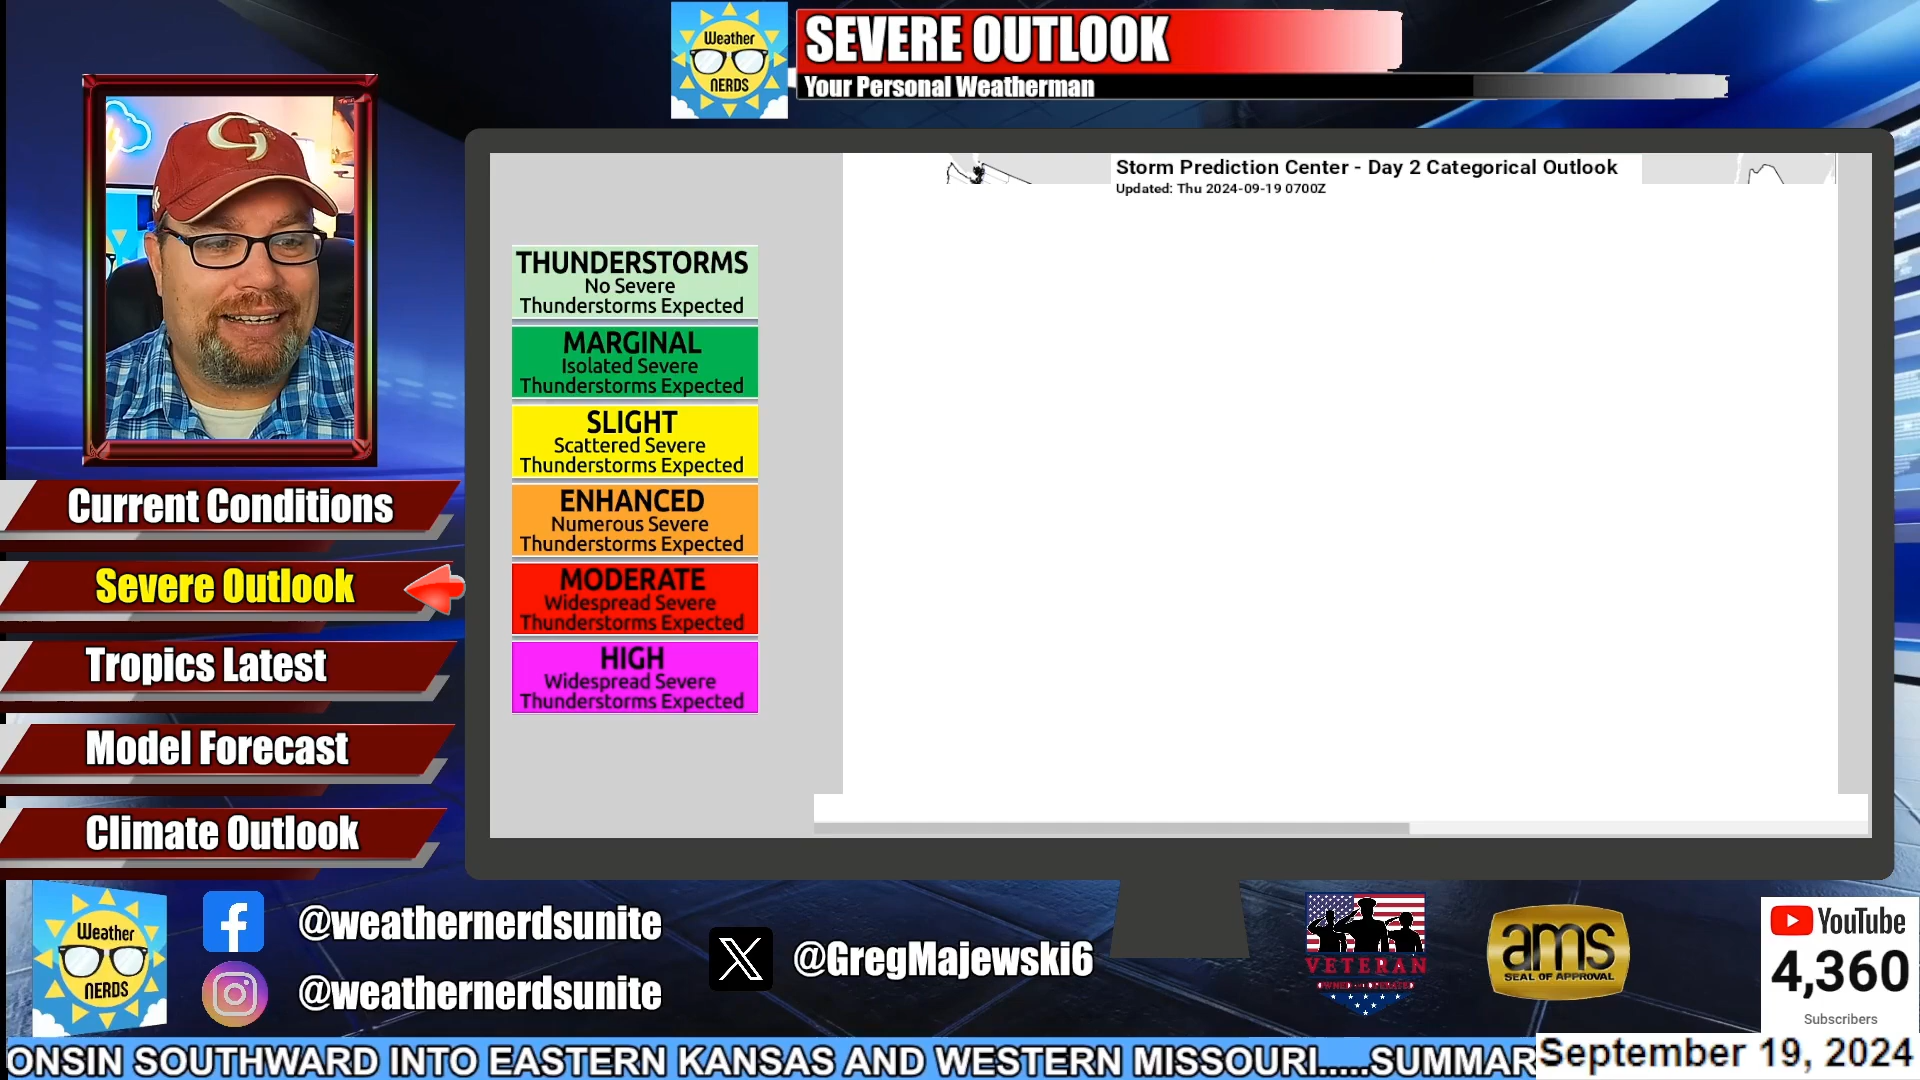 Weather
NERDS
SEVERE OUTLOOK
Your Personal Weatherman
Storm Prediction Center - Day 2 Categorical Outlook
Updated: Thu 2024-09-19 0700Z
THUNDERSTORMS
No Severe
Thunderstorms Expected
MARGINAL
Isolated Severe
Thunderstorms Expected
SLIGHT
Scattered Severe
Thunderstorms Expected
ENHANCED
Numerous Severe
Thunderstorms Expected
MODERATE
Widespread Severe
Thunderstorms Expected
HIGH
Widespread Severe
Thunderstorms Expected
G
Current Conditions
Severe Outlook
Tropics Latest
Model Forecast
Climate Outlook
Weather
NERDS
@weathernerdsunite
@weathernerdsunite
@GregMajewski6
VETERAN
OWNED OPERATED
ams
SEAL OF APPROVAL
YouTube
4,360
Subscribers
ONSIN SOUTHWARD INTO EASTERN KANSAS AND WESTERN MISSOURI.....SUMMAR
September 19, 2024